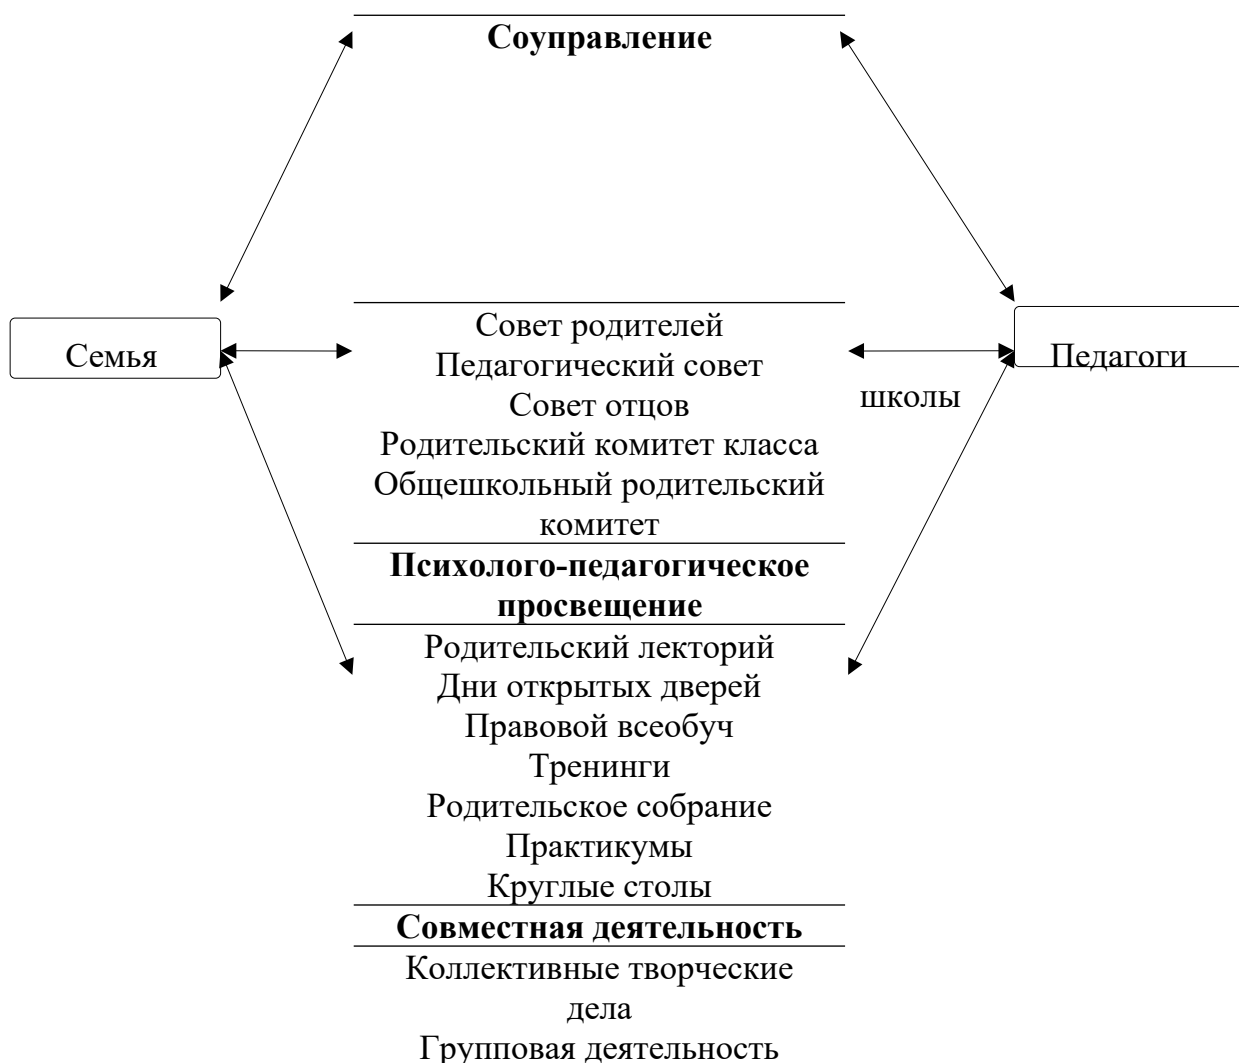 Соуправление
Совет родителей
Семья
Педагогический совет
Педагоги
Совет отцов
школы
Родительский комитет класса
Общешкольный родительский
комитет
Психолого-педагогическое
просвещение
Родительский лекторий
Дни открытых дверей
Правовой всеобуч
Тренинги
Родительское собрание
Практикумы
Круглые столы
Совместная деятельность
Коллективные творческие
дела
Групповая деятельность